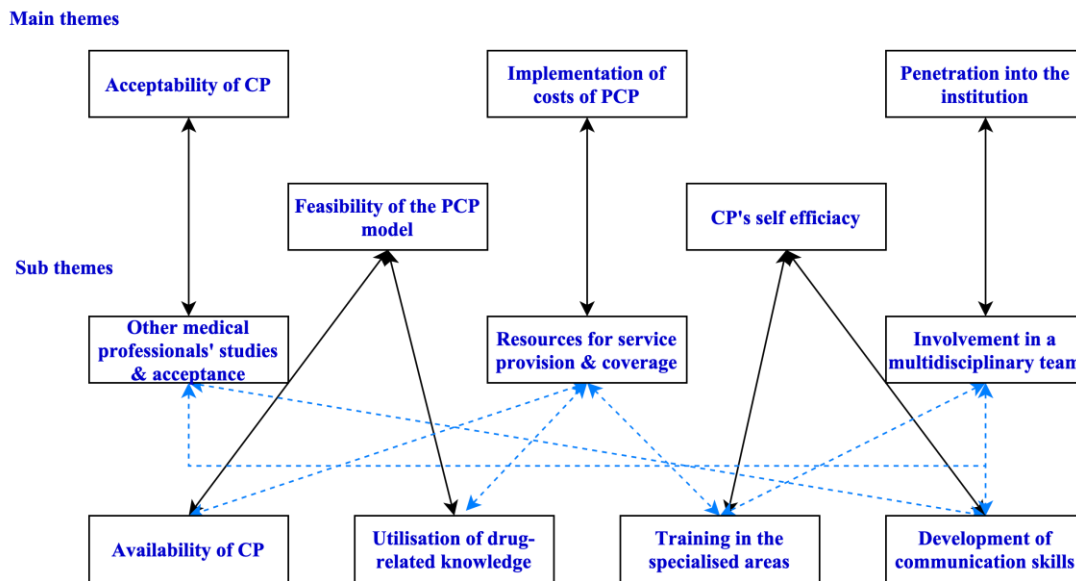 Main themes
Acceptability of CP
Implementation of
costs of PCP
Penetration into the
institution
Feasibility of the PCP
model
CP's self efficiacy
Sub themes
Other medical
professionals' studies
& acceptance
Resources for service
provision & coverage
Involvement in a
multidisciplinary team
Availability of CP
Utilisation of drug-
related knowledge
Training in the
specialised areas
Development of
communication skills